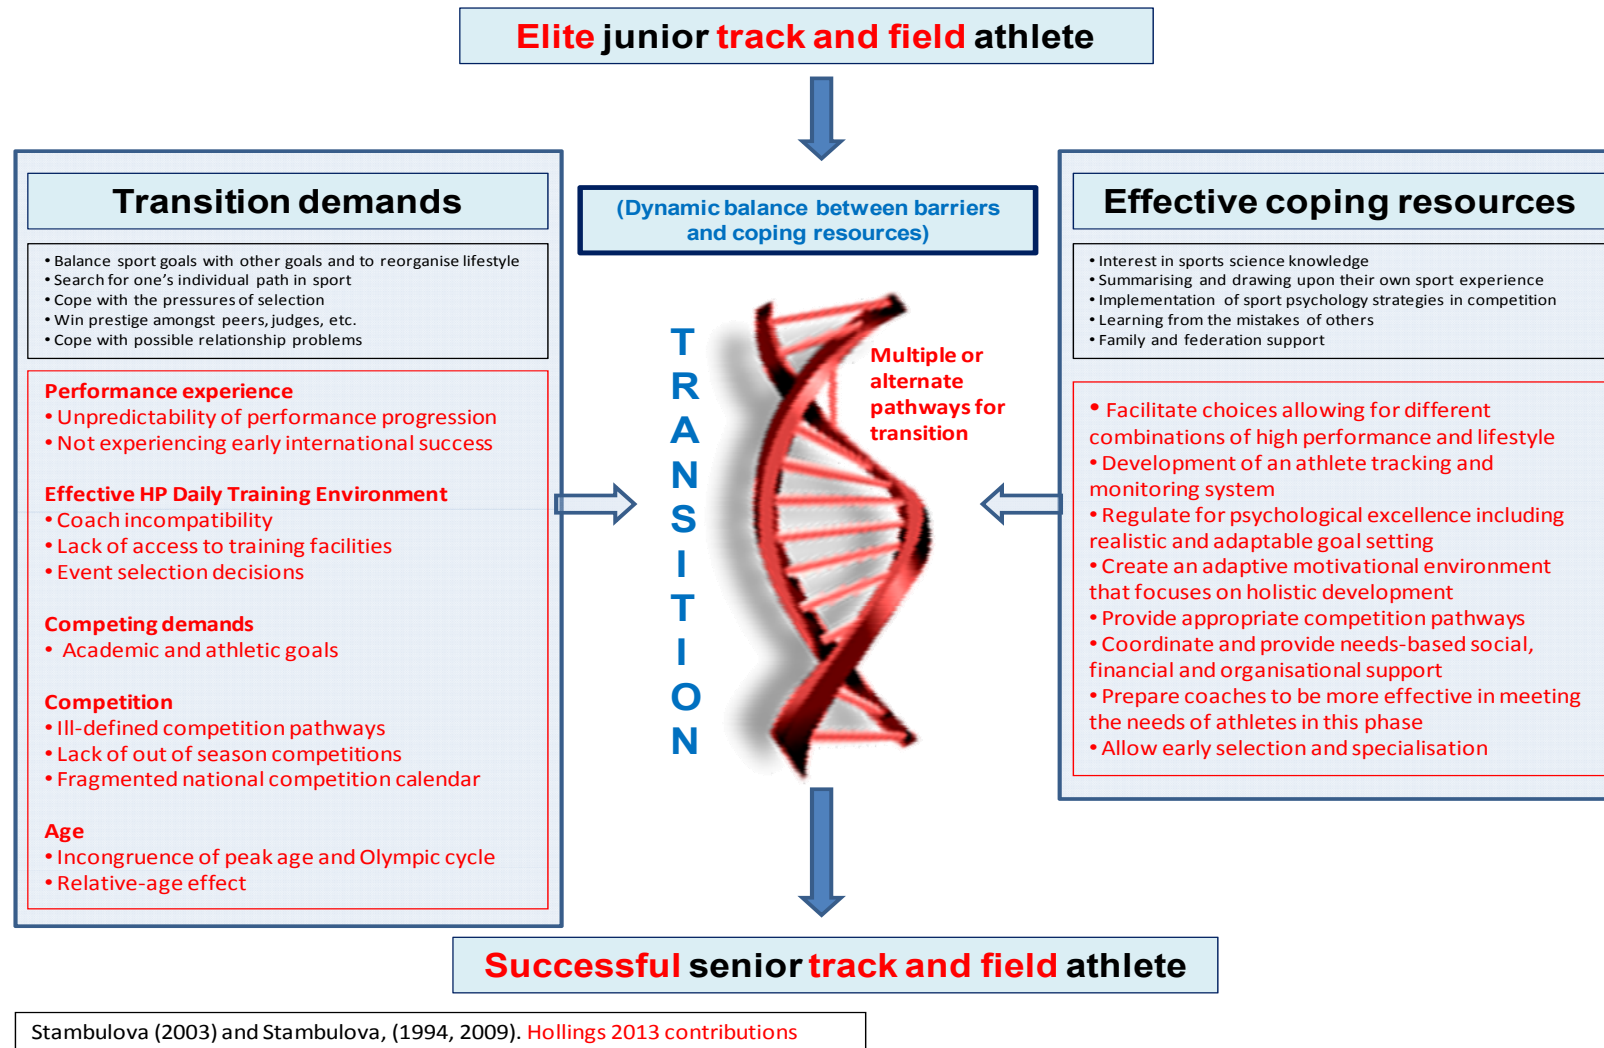 Elite junior track and field athlete
Transition demands
• Balance sport goals with other goals and to reorganise lifestyle
• Search for one's individual path in sport
• Cope with the pressures of selection
• Win prestige amongst peers, judges, etc.
• Cope with possible relationship problems
Performance experience
• Unpredictability of performance progression
• Not experiencing early international success
Effective HP Daily Training Environment
• Coach incompatibility
• Lack of access to training facilities
• Event selection decisions
Competing demands
• Academic and athletic goals
Competition
• Ill-defined competition pathways
• Lack of out of season competitions
• Fragmented national competition calendar
Age
• Incongruence of peak age and Olympic cycle
• Relative-age effect
(Dynamic balance between barriers
and coping resources)
TRANSITION
Multiple or
alternate
pathways for
transition
Effective coping resources
• Interest in sports science knowledge
• Summarising and drawing upon their own sport experience
• Implementation of sport psychology strategies in competition
• Learning from the mistakes of others
• Family and federation support
• Facilitate choices allowing for different
combinations of high performance and lifestyle
• Development of an athlete tracking and
monitoring system
• Regulate for psychological excellence including
realistic and adaptable goal setting
• Create an adaptive motivational environment
that focuses on holistic development
• Provide appropriate competition pathways
• Coordinate and provide needs-based social,
financial and organisational support
• Prepare coaches to be more effective in meeting
the needs of athletes in this phase
• Allow early selection and specialisation
Successful senior track and field athlete
Stambulova (2003) and Stambulova, (1994, 2009). Hollings 2013 contributions